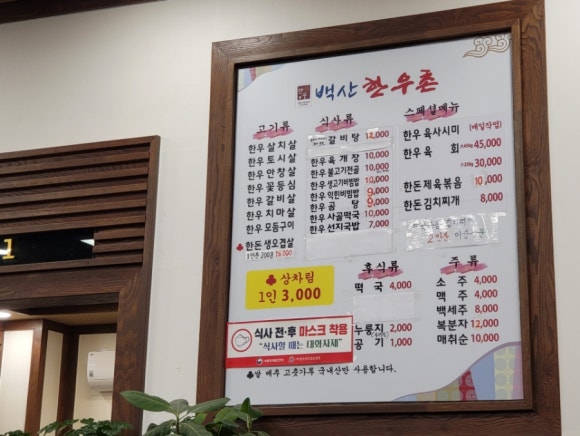 백산 한우촌
고기류
한우 살치살
한우 토시살
한우 안창살
한우 꽃등심
한우 갈비살
한우 치마살
한우 모듬구이
한돈 생오겹살
상차림
1인 3,000
식사류
갈비탕 12,000
한우 육개장 10,000
한우 불고기전골 10,000
한우 생고기비빔밥 10,000
한우 익힌비빔밥 9,000
한우 곰탕 9,000
한우 사골떡국 10,000
한우 선지국밥 7,000
스페셜메뉴
한우 육사시미 (매일작업)
한우 육회 45,000
30,000
한돈 제육볶음 10,000
한돈 김치찌개 8,000
후식류
떡국 4,000
누룽지 2,000
공기 1,000
주류
소주 4,000
맥주 4,000
백세주 8,000
복분자 12,000
매취순 10,000
식사 전·후 마스크 착용
"식사할 때는 대화자제"
쌀 배추 고춧가루 국내산만 사용합니다.